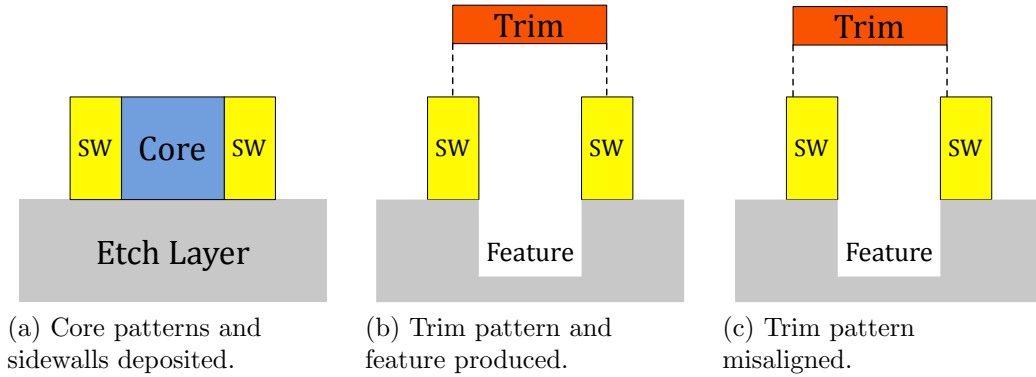 Trim
Trim
SW
Core
SW
SW
SW
SW
SW
Etch Layer
Feature
Feature
(a) Core patterns and
sidewalls deposited.
(b) Trim pattern and
feature produced.
(c) Trim pattern
misaligned.